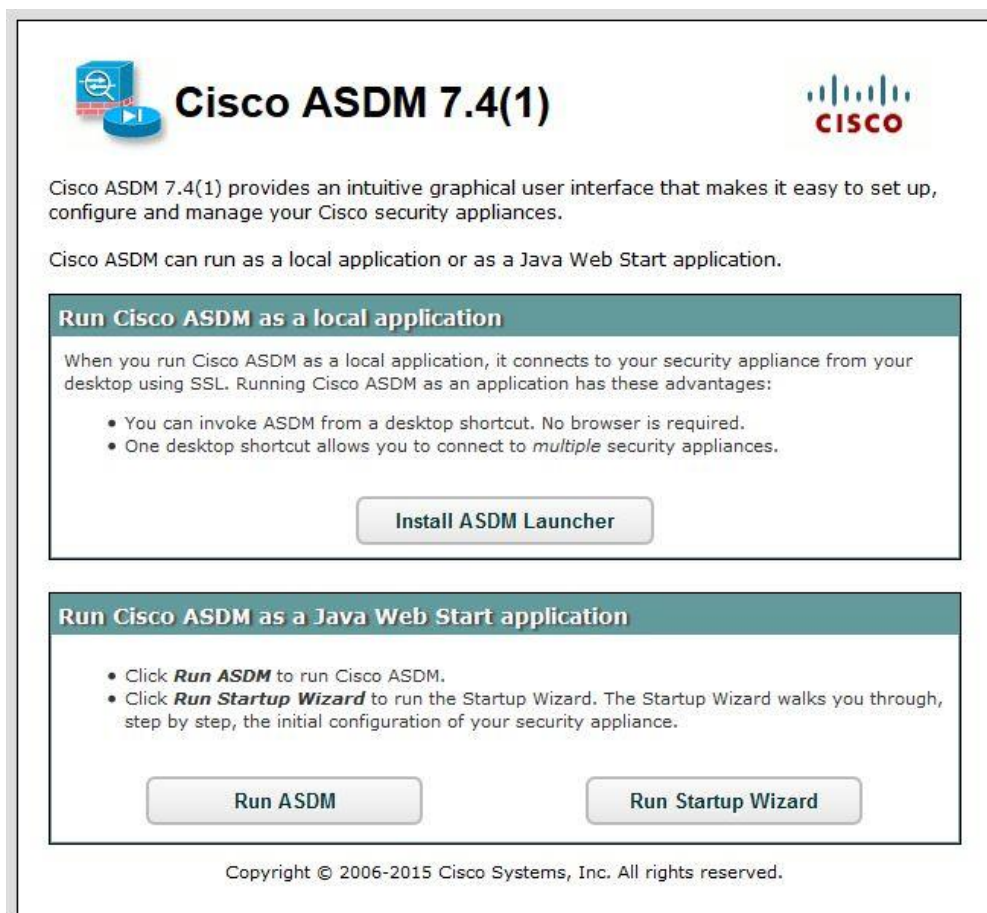 Cisco ASDM 7.4(1)
CISCO
Cisco ASDM 7.4(1) provides an intuitive graphical user interface that makes it easy to set up,
configure and manage your Cisco security appliances.
Cisco ASDM can run as a local application or as a Java Web Start application.
Run Cisco ASDM as a local application
When you run Cisco ASDM as a local application, it connects to your security appliance from your
desktop using SSL. Running Cisco ASDM as an application has these advantages:
• You can invoke ASDM from a desktop shortcut. No browser is required.
• One desktop shortcut allows you to connect to multiple security appliances.
Install ASDM Launcher
Run Cisco ASDM as a Java Web Start application
• Click Run ASDM to run Cisco ASDM.
• Click Run Startup Wizard to run the Startup Wizard. The Startup Wizard walks you through,
step by step, the initial configuration of your security appliance.
Run ASDM
Run Startup Wizard
Copyright © 2006-2015 Cisco Systems, Inc. All rights reserved.